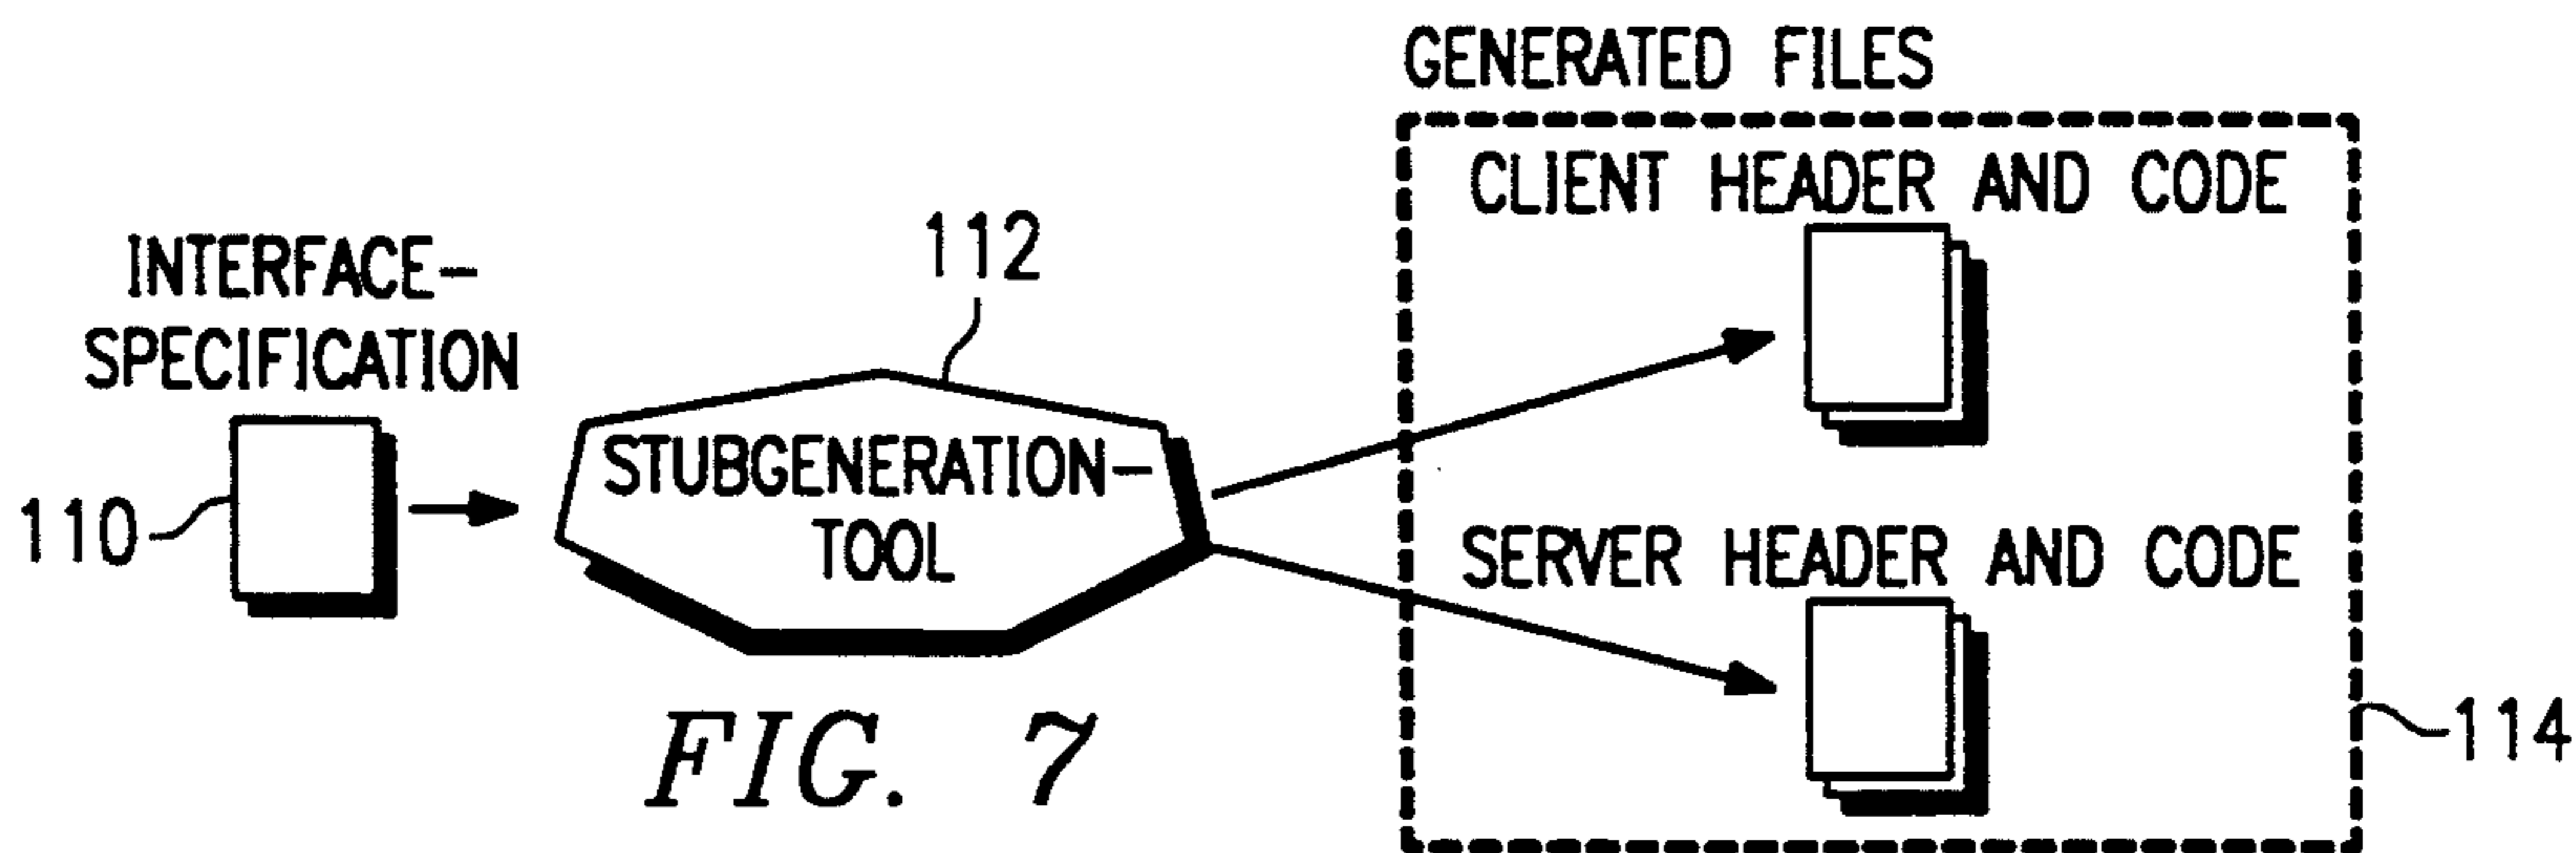 GENERATED FILES
CLIENT HEADER AND CODE
112
INTERFACE-
SPECIFICATION
STUBGENERATION-
TOOL
110
SERVER HEADER AND CODE
114
FIG. 7